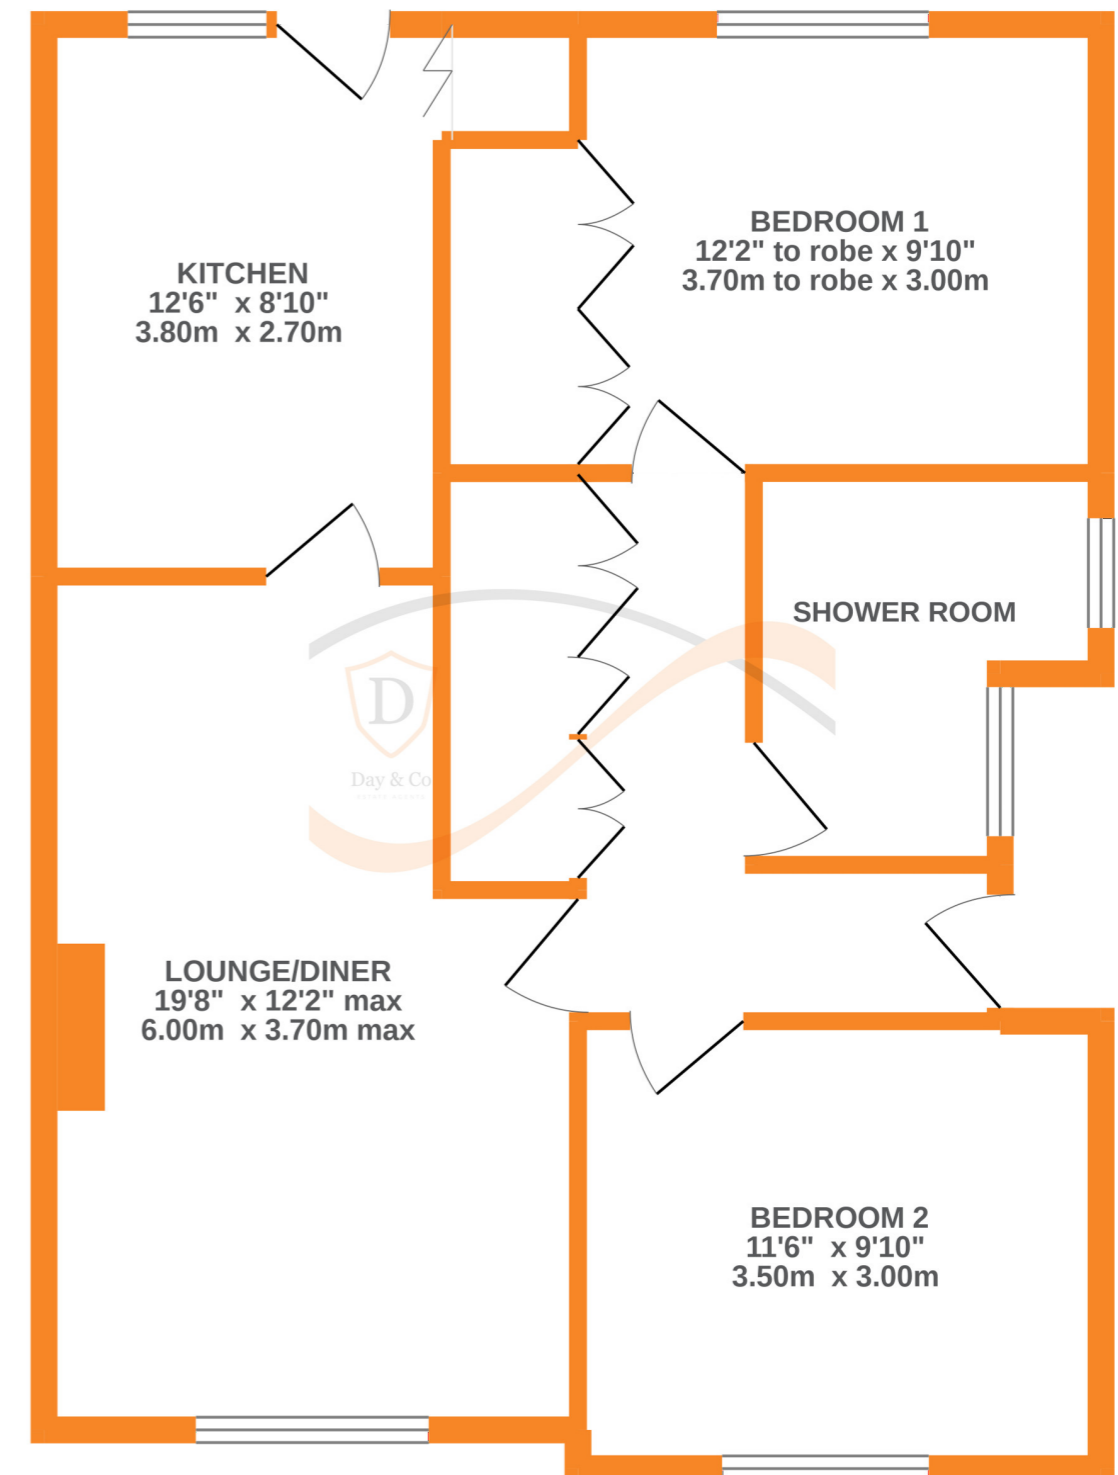 KITCHEN
12'6" x 8'10"
3.80m x 2.70m
BEDROOM 1
12'2" to robe x 9'10"
3.70m to robe x 3.00m
SHOWER ROOM
D
Day & Co
LOUNGE/DINER
19'8" x 12'2" max
6.00m x 3.70m max
BEDROOM 2
11'6" x 9'10"
3.50m x 3.00m